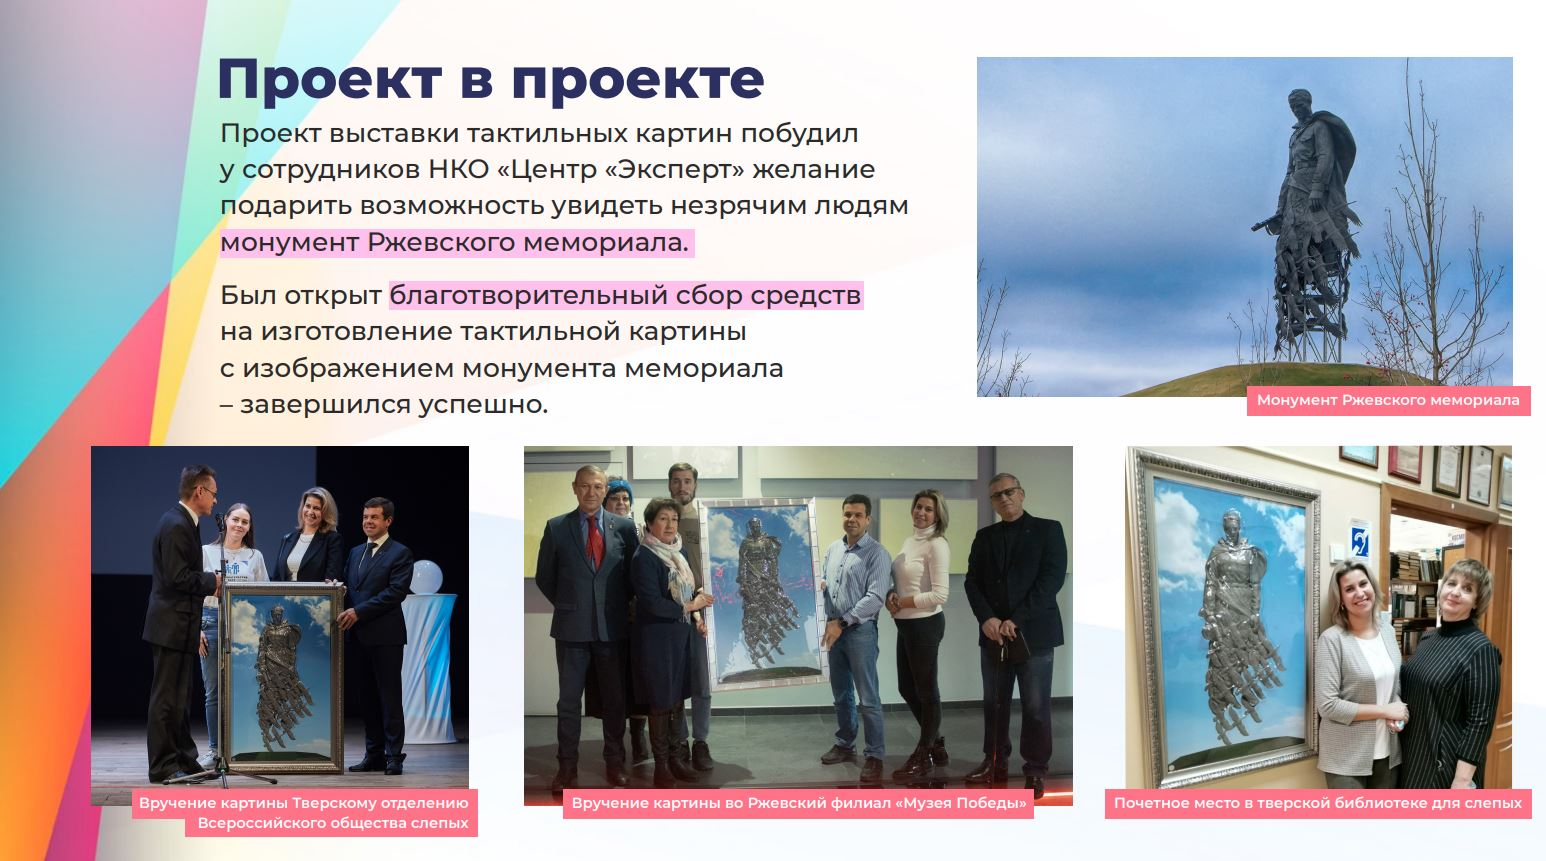 Проект в проекте
Проект выставки тактильных картин побудил
у сотрудников НКО «Центр «Эксперт» желание
подарить возможность увидеть незрячим людям
монумент Ржевского мемориала.
Был открыт благотворительный сбор средств
на изготовление тактильной картины
с изображением монумента мемориала
– завершился успешно.
Монумент Ржевского мемориала
Вручение картины Тверскому отделению
Всероссийского общества слепых
Вручение картины во Ржевский филиал «Музея Победы»
Почетное место в тверской библиотеке для слепых